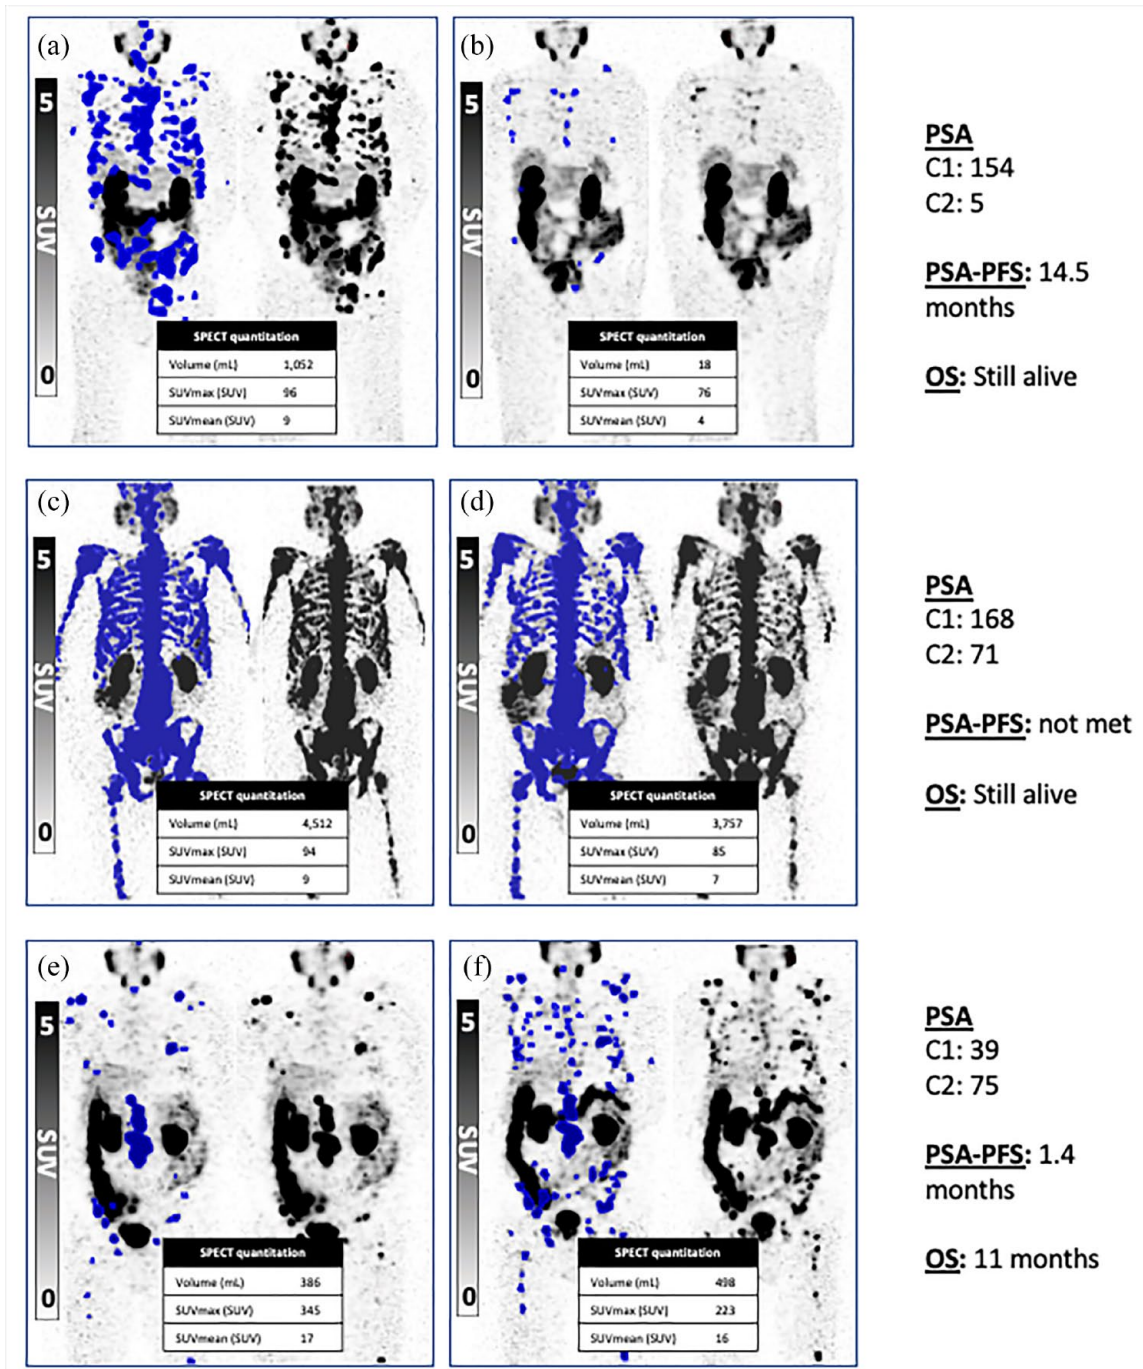 (a)
5
SUV
0
SPECT quantitation
Volume (mL) 1,052
SUVmax (SUV) 96
SUVmean (SUV) 9
(b)
5
SUV
0
SPECT quantitation
Volume (mL) 18
SUVmax (SUV) 76
SUVmean (SUV) 4
PSA
C1: 154
C2: 5
PSA-PFS: 14.5
months
OS: Still alive
(c)
5
SUV
0
SPECT quantitation
Volume (mL) 4,512
SUVmax (SUV) 94
SUVmean (SUV) 9
(d)
5
SUV
0
SPECT quantitation
Volume (mL) 3,757
SUVmax (SUV) 85
SUVmean (SUV) 7
PSA
C1: 168
C2: 71
PSA-PFS: not met
OS: Still alive
(e)
5
SUV
0
SPECT quantitation
Volume (mL) 386
SUVmax (SUV) 345
SUVmean (SUV) 17
(f)
5
SUV
0
SPECT quantitation
Volume (mL) 498
SUVmax (SUV) 223
SUVmean (SUV) 16
PSA
C1: 39
C2: 75
PSA-PFS: 1.4
months
OS: 11 months